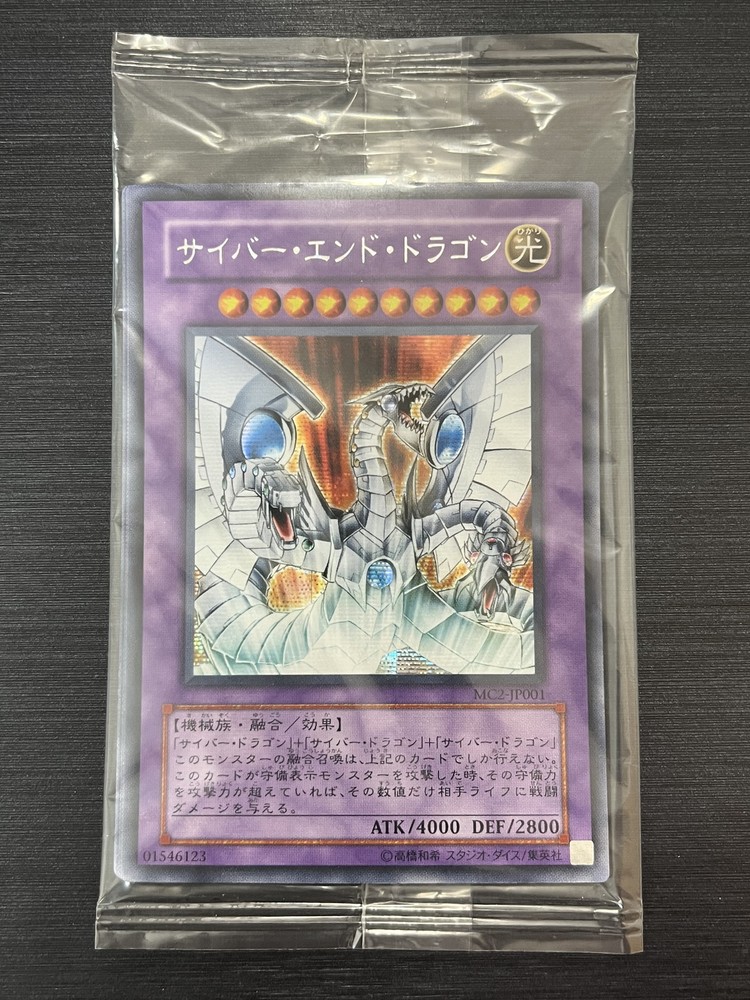 サイバー・エンド・ドラゴン
ひかり
光
MC2-JP001
【機械族・融合／効果】
「サイバー・ドラゴン」+「サイバー・ドラゴン」+「サイバー・ドラゴン」
このモンスターの融合召喚は、上記のカードでしか行えない。
このカードが守備表示モンスターを攻撃した時、その守備力
を攻撃力が超えていれば、その数値だけ相手ライフに戦闘
ダメージを与える。
ATK/4000 DEF/2800
01546123
©高橋和希 スタジオ・ダイス/集英社